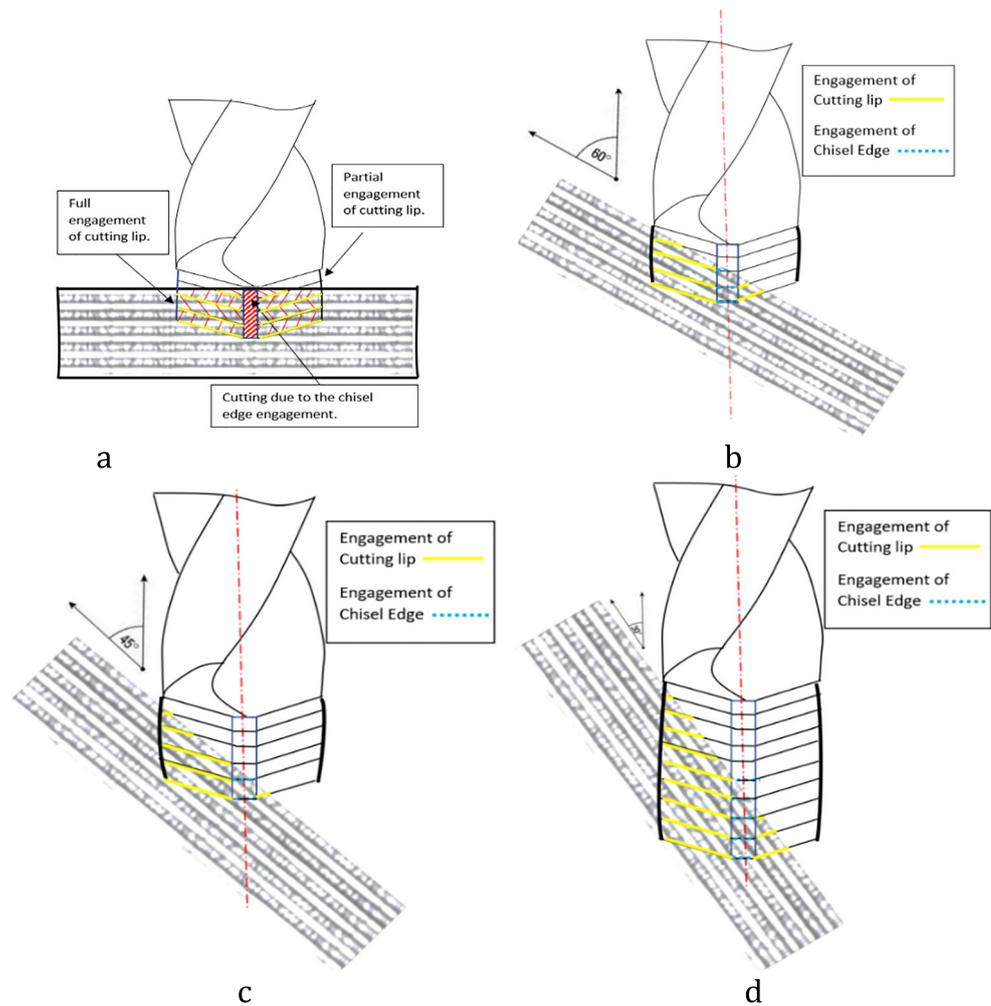 Full
engagement
of cutting lip.
Partial
engagement
of cutting lip.
Cutting due to the chisel
edge engagement.
a
60°
Engagement of
Cutting lip
Engagement of
Chisel Edge
b
45°
Engagement of
Cutting lip
Engagement of
Chisel Edge
c
Engagement of
Cutting lip
Engagement of
Chisel Edge
d